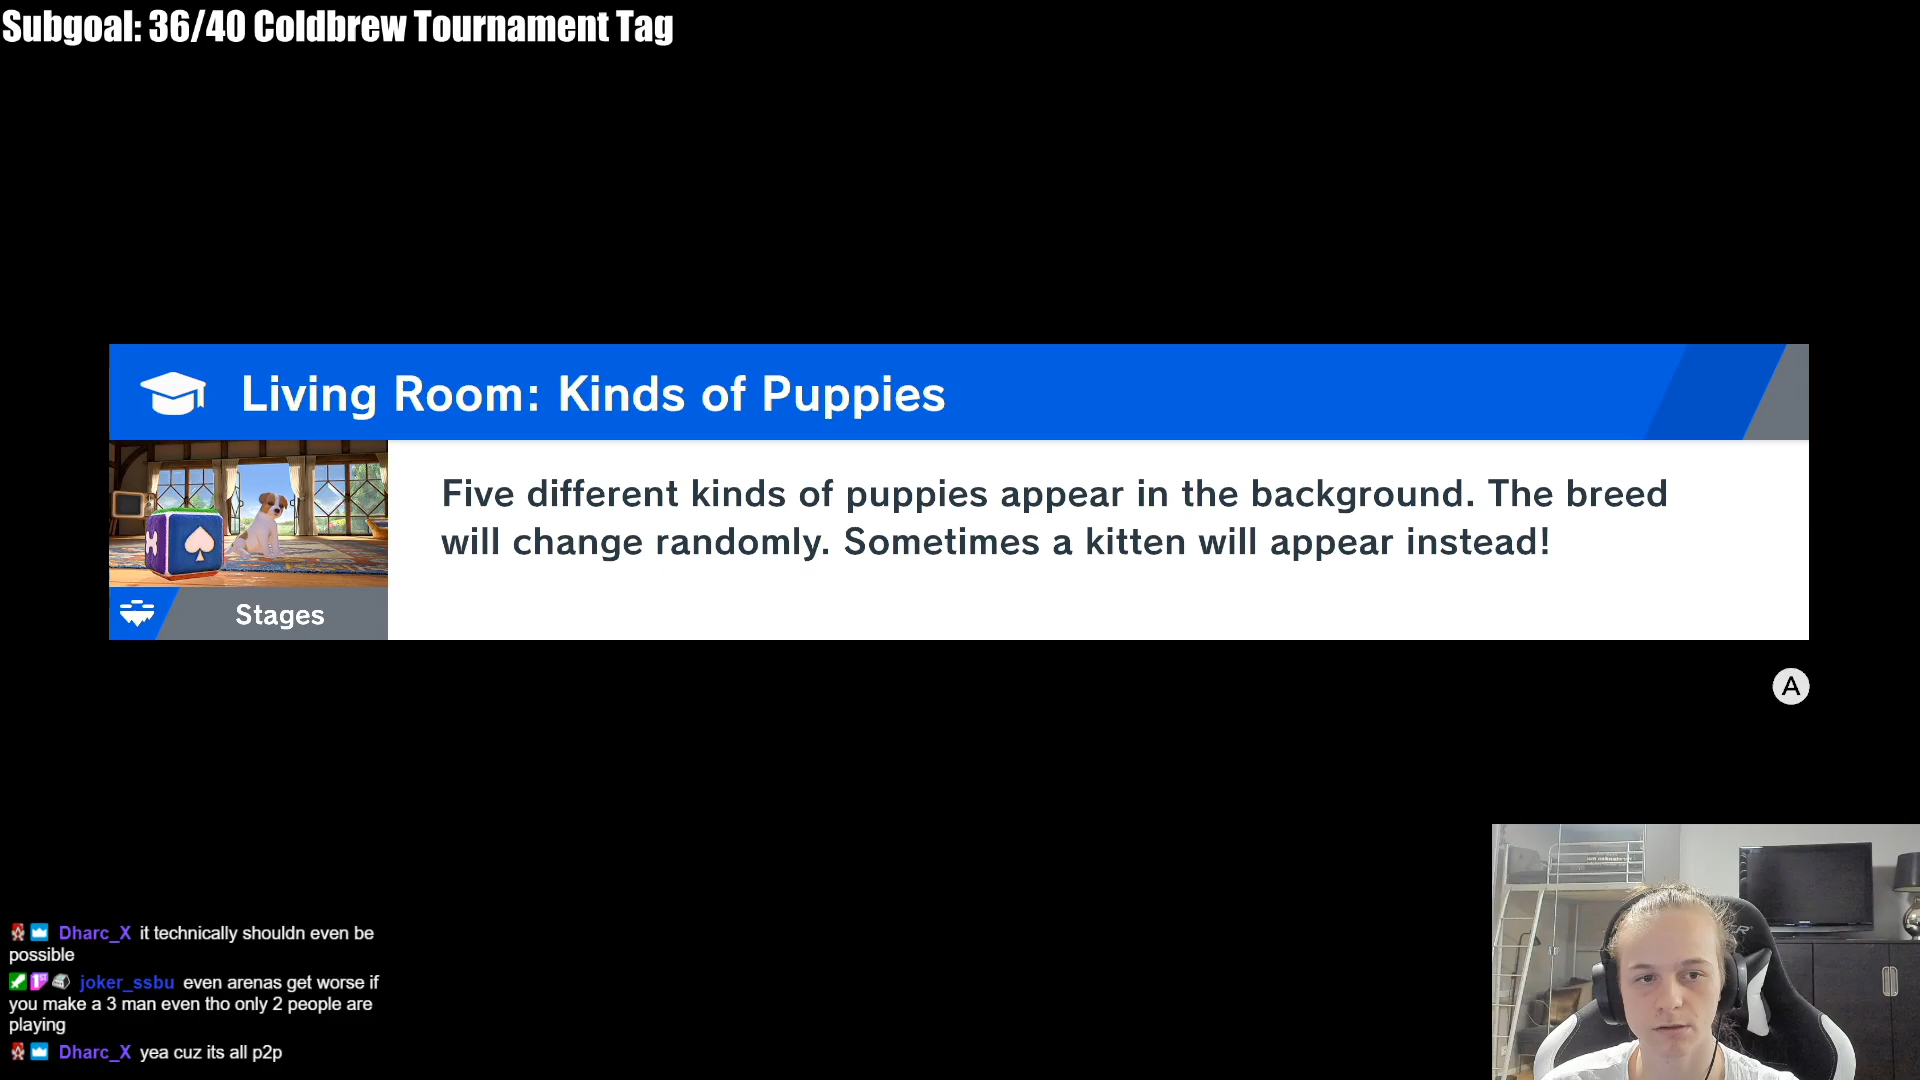 Subgoal: 36/40 Coldbrew Tournament Tag
Living Room: Kinds of Puppies
Five different kinds of puppies appear in the background. The breed
will change randomly. Sometimes a kitten will appear instead!
Stages
A
Dharc_X it technically shouldn even be
possible
joker_ssbu even arenas get worse if
you make a 3 man even tho only 2 people are
playing
Dharc_X yea cuz its all p2p